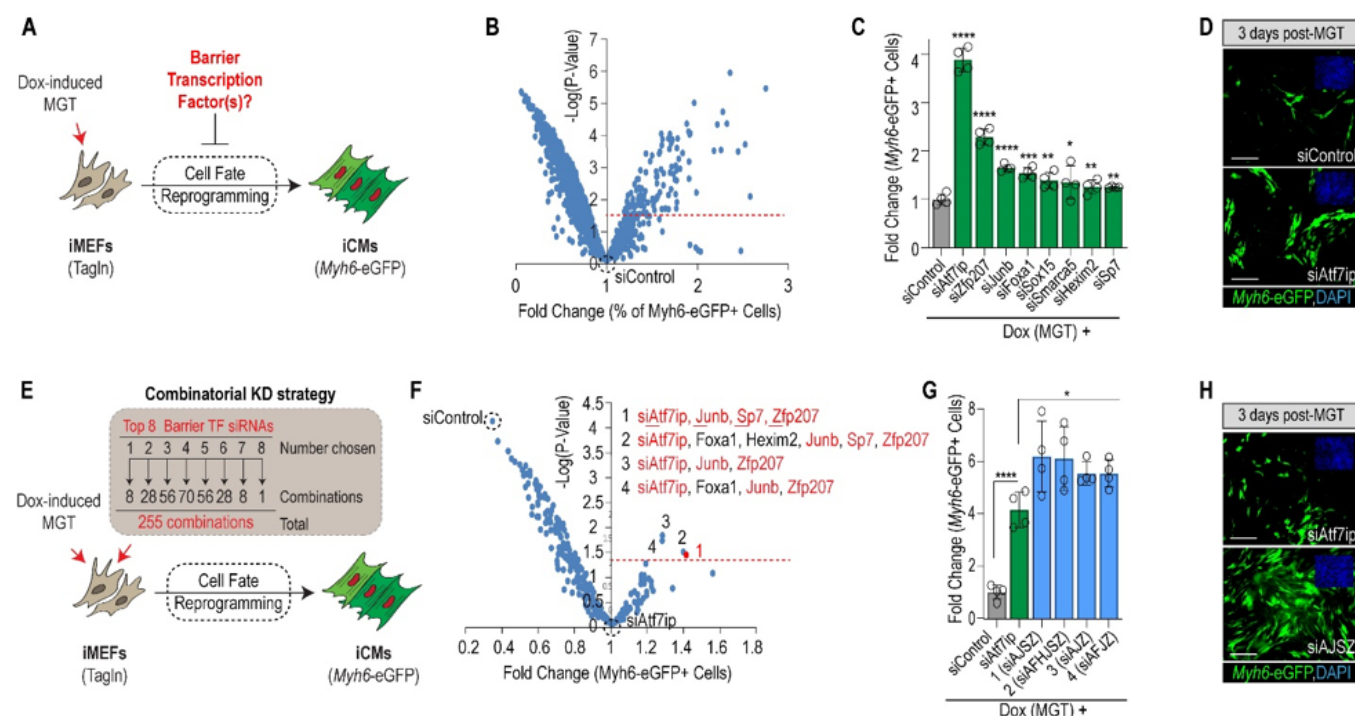 A
Dox-induced
MGT
Barrier
Transcription
Factor(s)?
Cell Fate
Reprogramming
iMEFs
(Tagln)
iCMs
(Myh6-eGFP)
B
-Log(P-Value)
7
6
5
4
3
2
1
0
siControl
0 1 2 3
Fold Change (% of Myh6-eGFP+ Cells)
C
Fold Change (Myh6-eGFP+ Cells)
4
3
2
1
0
**** **** **** *** ** * ** **
siControl
siAtf7ip
siZfp207
siJunb
siFoxa1
siSox15
siSmarca5
siHexim2
siSp7
Dox (MGT) +
D
3 days post-MGT
siControl
siAtf7ip
Myh6-eGFP,DAPI
E
Combinatorial KD strategy
Top 8 Barrier TF siRNAs
1 2 3 4 5 6 7 8 Number chosen
8 28 56 70 56 28 8 1 Combinations
255 combinations Total
Dox-induced
MGT
Cell Fate
Reprogramming
iMEFs
(Tagln)
iCMs
(Myh6-eGFP)
F
siControl
-Log(P-Value)
4.5
4
3.5
3
2.5
2
1.5
1
0.5
0
1 siAtf7ip, Junb, Sp7, Zfp207
2 siAtf7ip, Foxa1, Hexim2, Junb, Sp7, Zfp207
3 siAtf7ip, Junb, Zfp207
4 siAtf7ip, Foxa1, Junb, Zfp207
3
4 2 1
siAtf7ip
0.2 0.4 0.6 0.8 1 1.2 1.4 1.6 1.8
Fold Change (Myh6-eGFP+ Cells)
G
Fold Change (Myh6-eGFP+ Cells)
8
6
4
2
0
*
****
siControl
siAtf7ip
1 (siAJSZ)
2 (siAFHJSZ)
3 (siAJZ)
4 (siAFJZ)
Dox (MGT) +
H
3 days post-MGT
siAtf7ip
siAJSZ
Myh6-eGFP,DAPI